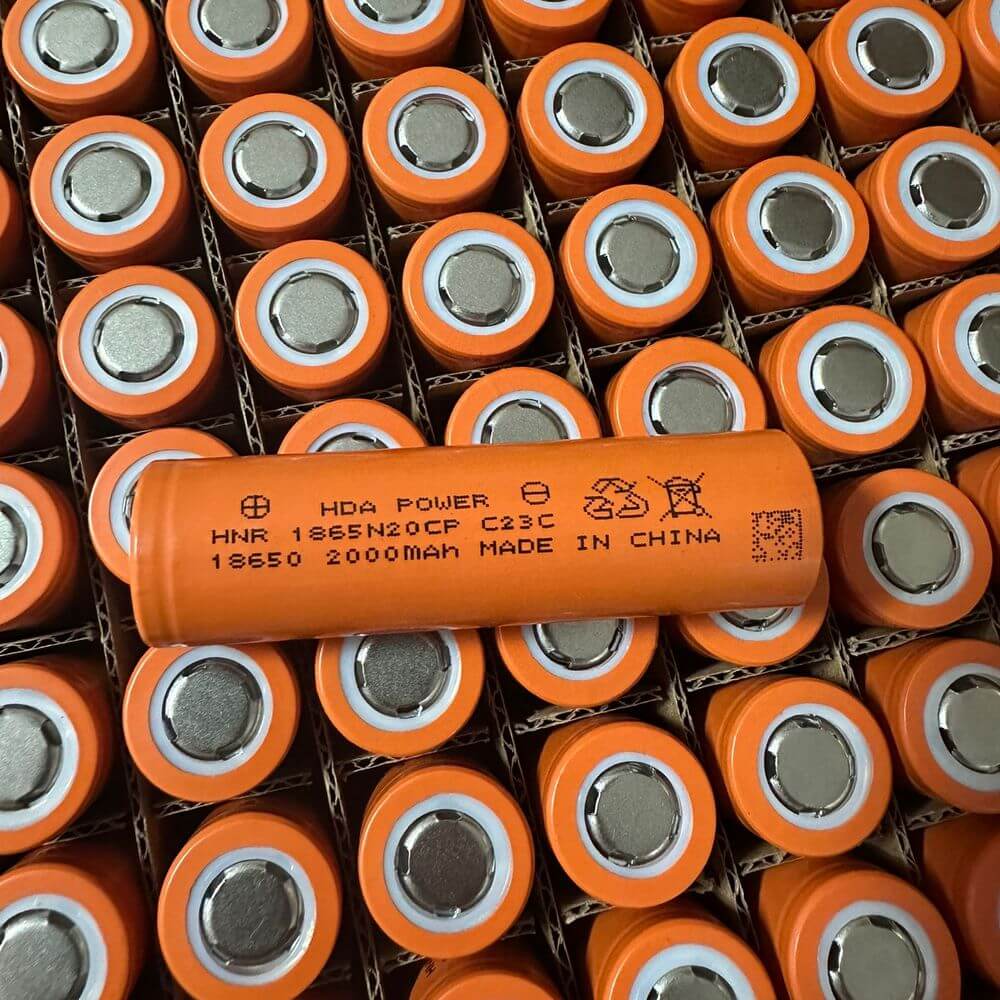 ⊕ HDA POWER ⊖
HNR 1865N20CP C23C
18650 2000mAh MADE IN CHINA